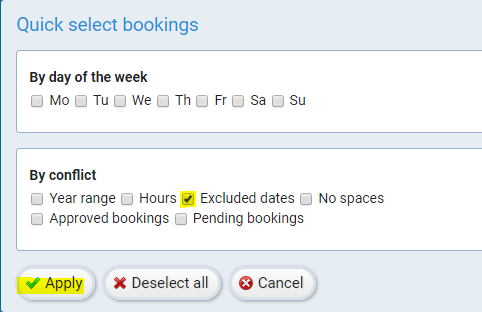 Quick select bookings
By day of the week
Mo Tu We Th Fr Sa Su
By conflict
Year range Hours Excluded dates No spaces
Approved bookings Pending bookings
Apply Deselect all Cancel